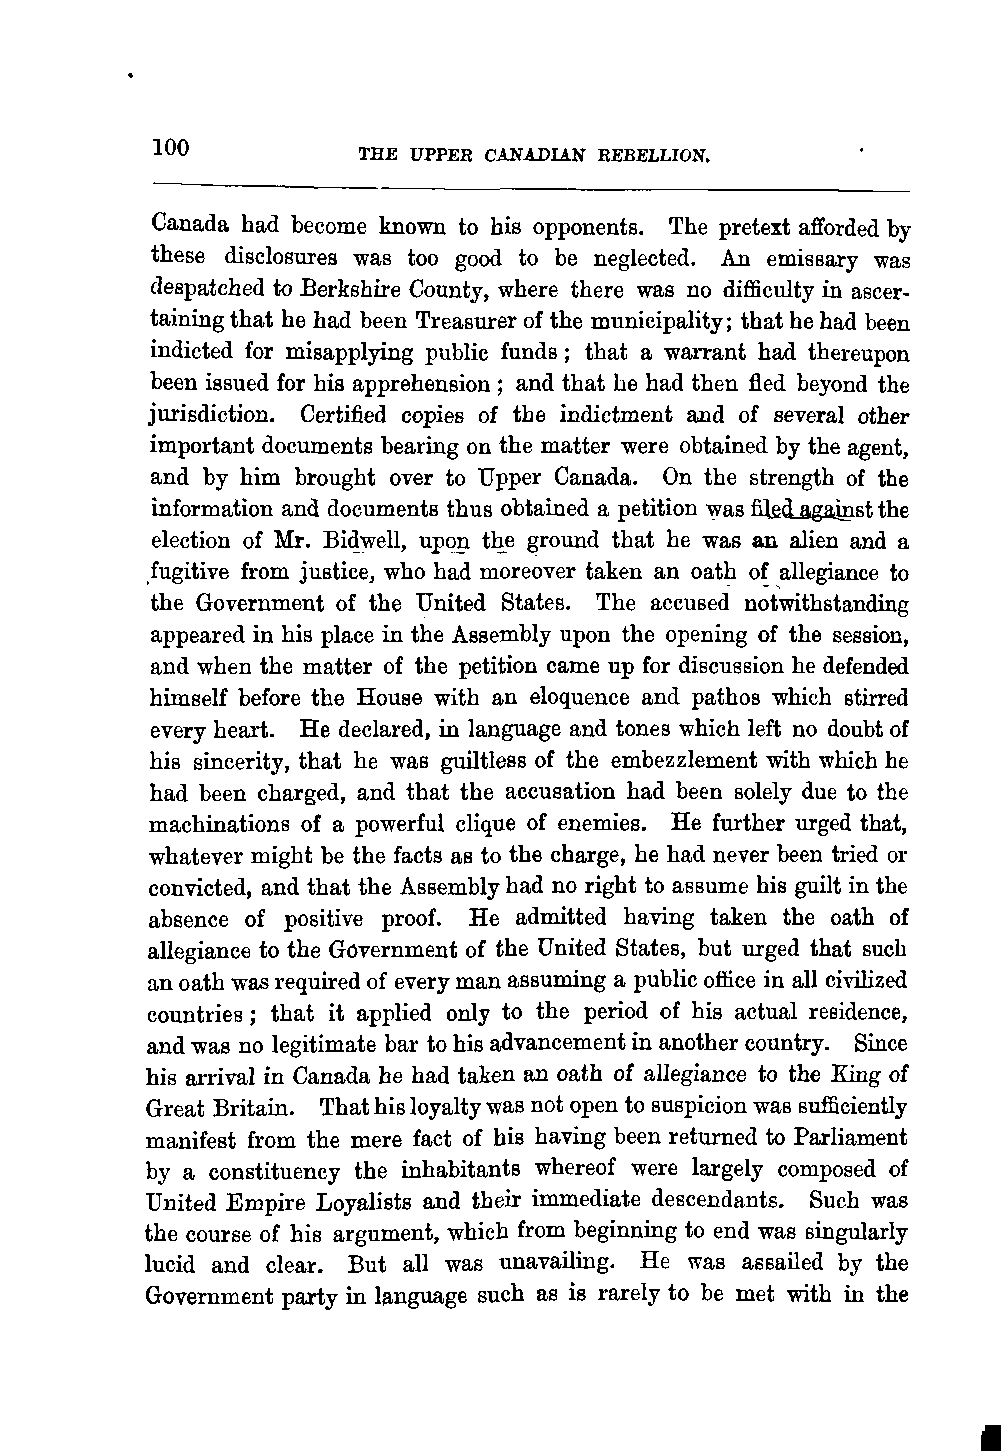 100
THE UPPER CANADIAN REBELLION.
Canada had become known to his opponents. The pretext afforded by
these disclosures was too good to be neglected. An emissary was
despatched to Berkshire County, where there was no difficulty in ascer-
taining that he had been Treasurer of the municipality; that he had been
indicted for misapplying public funds; that a warrant had thereupon
been issued for his apprehension; and that he had then fled beyond the
jurisdiction. Certified copies of the indictment and of several other
important documents bearing on the matter were obtained by the agent,
and by him brought over to Upper Canada. On the strength of the
information and documents thus obtained a petition was filed against the
election of Mr. Bidwell, upon the ground that he was an alien and a
fugitive from justice, who had moreover taken an oath of allegiance to
the Government of the United States. The accused notwithstanding
appeared in his place in the Assembly upon the opening of the session,
and when the matter of the petition came up for discussion he defended
himself before the House with an eloquence and pathos which stirred
every heart. He declared, in language and tones which left no doubt of
his sincerity, that he was guiltless of the embezzlement with which he
had been charged, and that the accusation had been solely due to the
machinations of a powerful clique of enemies. He further urged that,
whatever might be the facts as to the charge, he had never been tried or
convicted, and that the Assembly had no right to assume his guilt in the
absence of positive proof. He admitted having taken the oath of
allegiance to the Government of the United States, but urged that such
an oath was required of every man assuming a public office in all civilized
countries; that it applied only to the period of his actual residence,
and was no legitimate bar to his advancement in another country. Since
his arrival in Canada he had taken an oath of allegiance to the King of
Great Britain. That his loyalty was not open to suspicion was sufficiently
manifest from the mere fact of his having been returned to Parliament
by a constituency the inhabitants whereof were largely composed of
United Empire Loyalists and their immediate descendants. Such was
the course of his argument, which from beginning to end was singularly
lucid and clear. But all was unavailing. He was assailed by the
Government party in language such as is rarely to be met with in the